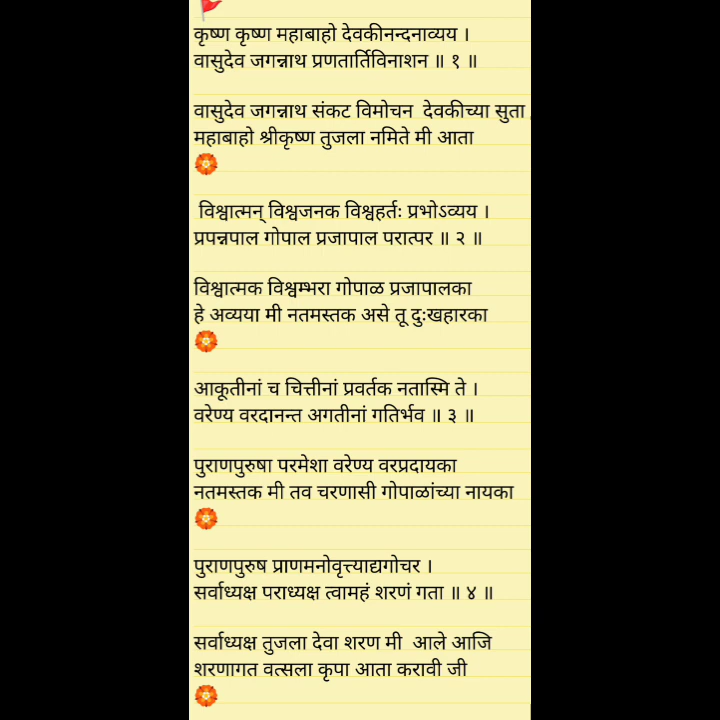 कृष्ण कृष्ण महाबाहो देवकीनन्दनाव्यय ।
वासुदेव जगन्नाथ प्रणतार्तिविनाशन ॥ १ ॥
वासुदेव जगन्नाथ संकट विमोचन देवकीच्या सुता
महाबाहो श्रीकृष्ण तुजला नमिते मी आता
विश्वात्मन् विश्वजनक विश्वहर्तः प्रभोऽव्यय ।
प्रपन्नपाल गोपाल प्रजापाल परात्पर ॥ २ ॥
विश्वात्मक विश्वम्भरा गोपाळ प्रजापालका
हे अव्यया मी नतमस्तक असे तू दुःखहारका
आकूतीनां च चित्तीनां प्रवर्तक नतास्मि ते ।
वरेण्य वरदानन्त अगतीनां गतिर्भव ॥ ३ ॥
पुराणपुरुषा परमेशा वरेण्य वरप्रदायका
नतमस्तक मी तव चरणासी गोपाळांच्या नायका
पुराणपुरुष प्राणमनोवृत्त्याद्यगोचर ।
सर्वाध्यक्ष पराध्यक्ष त्वामहं शरणं गता ॥ ४ ॥
सर्वाध्यक्ष तुजला देवा शरण मी आले आजि
शरणागत वत्सला कृपा आता करावी जी